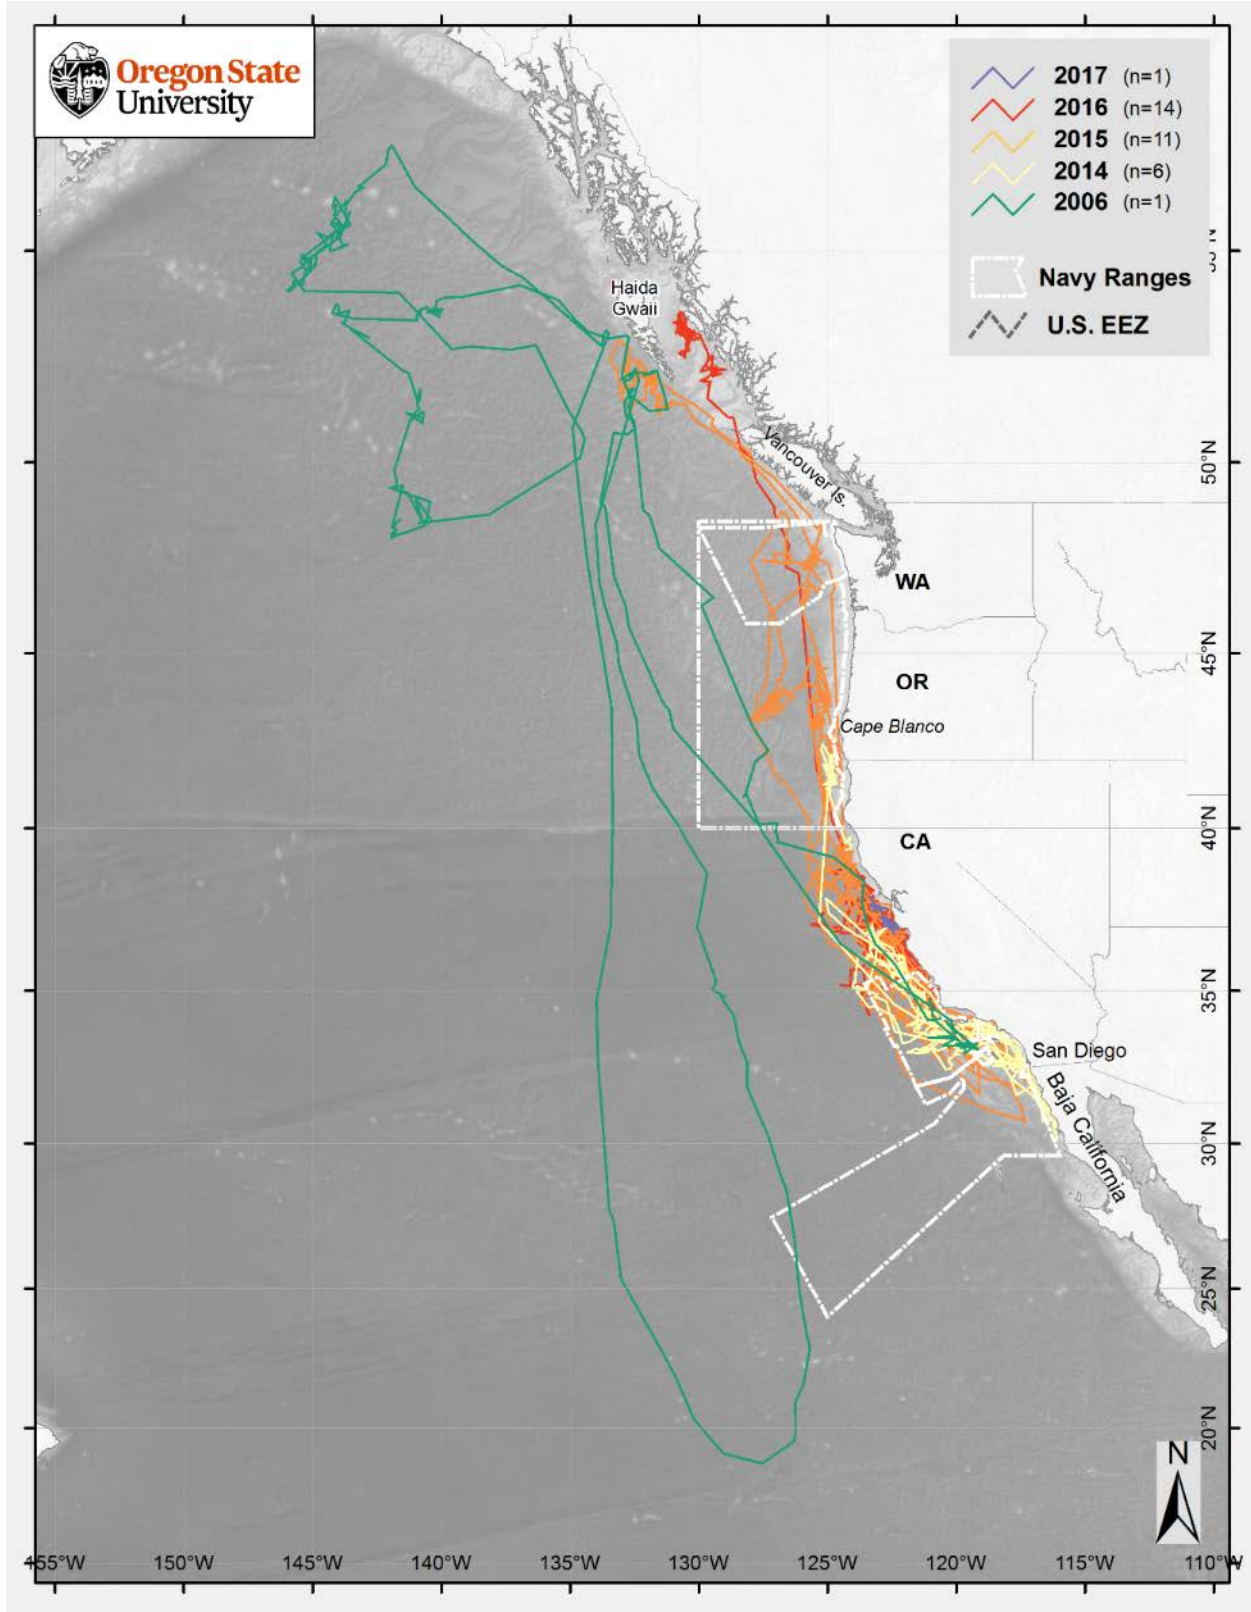 Oregon State
University
2017 (n=1)
2016 (n=14)
2015 (n=11)
2014 (n=6)
2006 (n=1)
Navy Ranges
U.S. EEZ
Haida
Gwaii
Vancouver Is.
50°N
WA
45°N
OR
Cape Blanco
40°N
CA
35°N
San Diego
Baja California
30°N
25°N
20°N
N
155°W
150°W
145°W
140°W
135°W
130°W
125°W
120°W
115°W
110°W